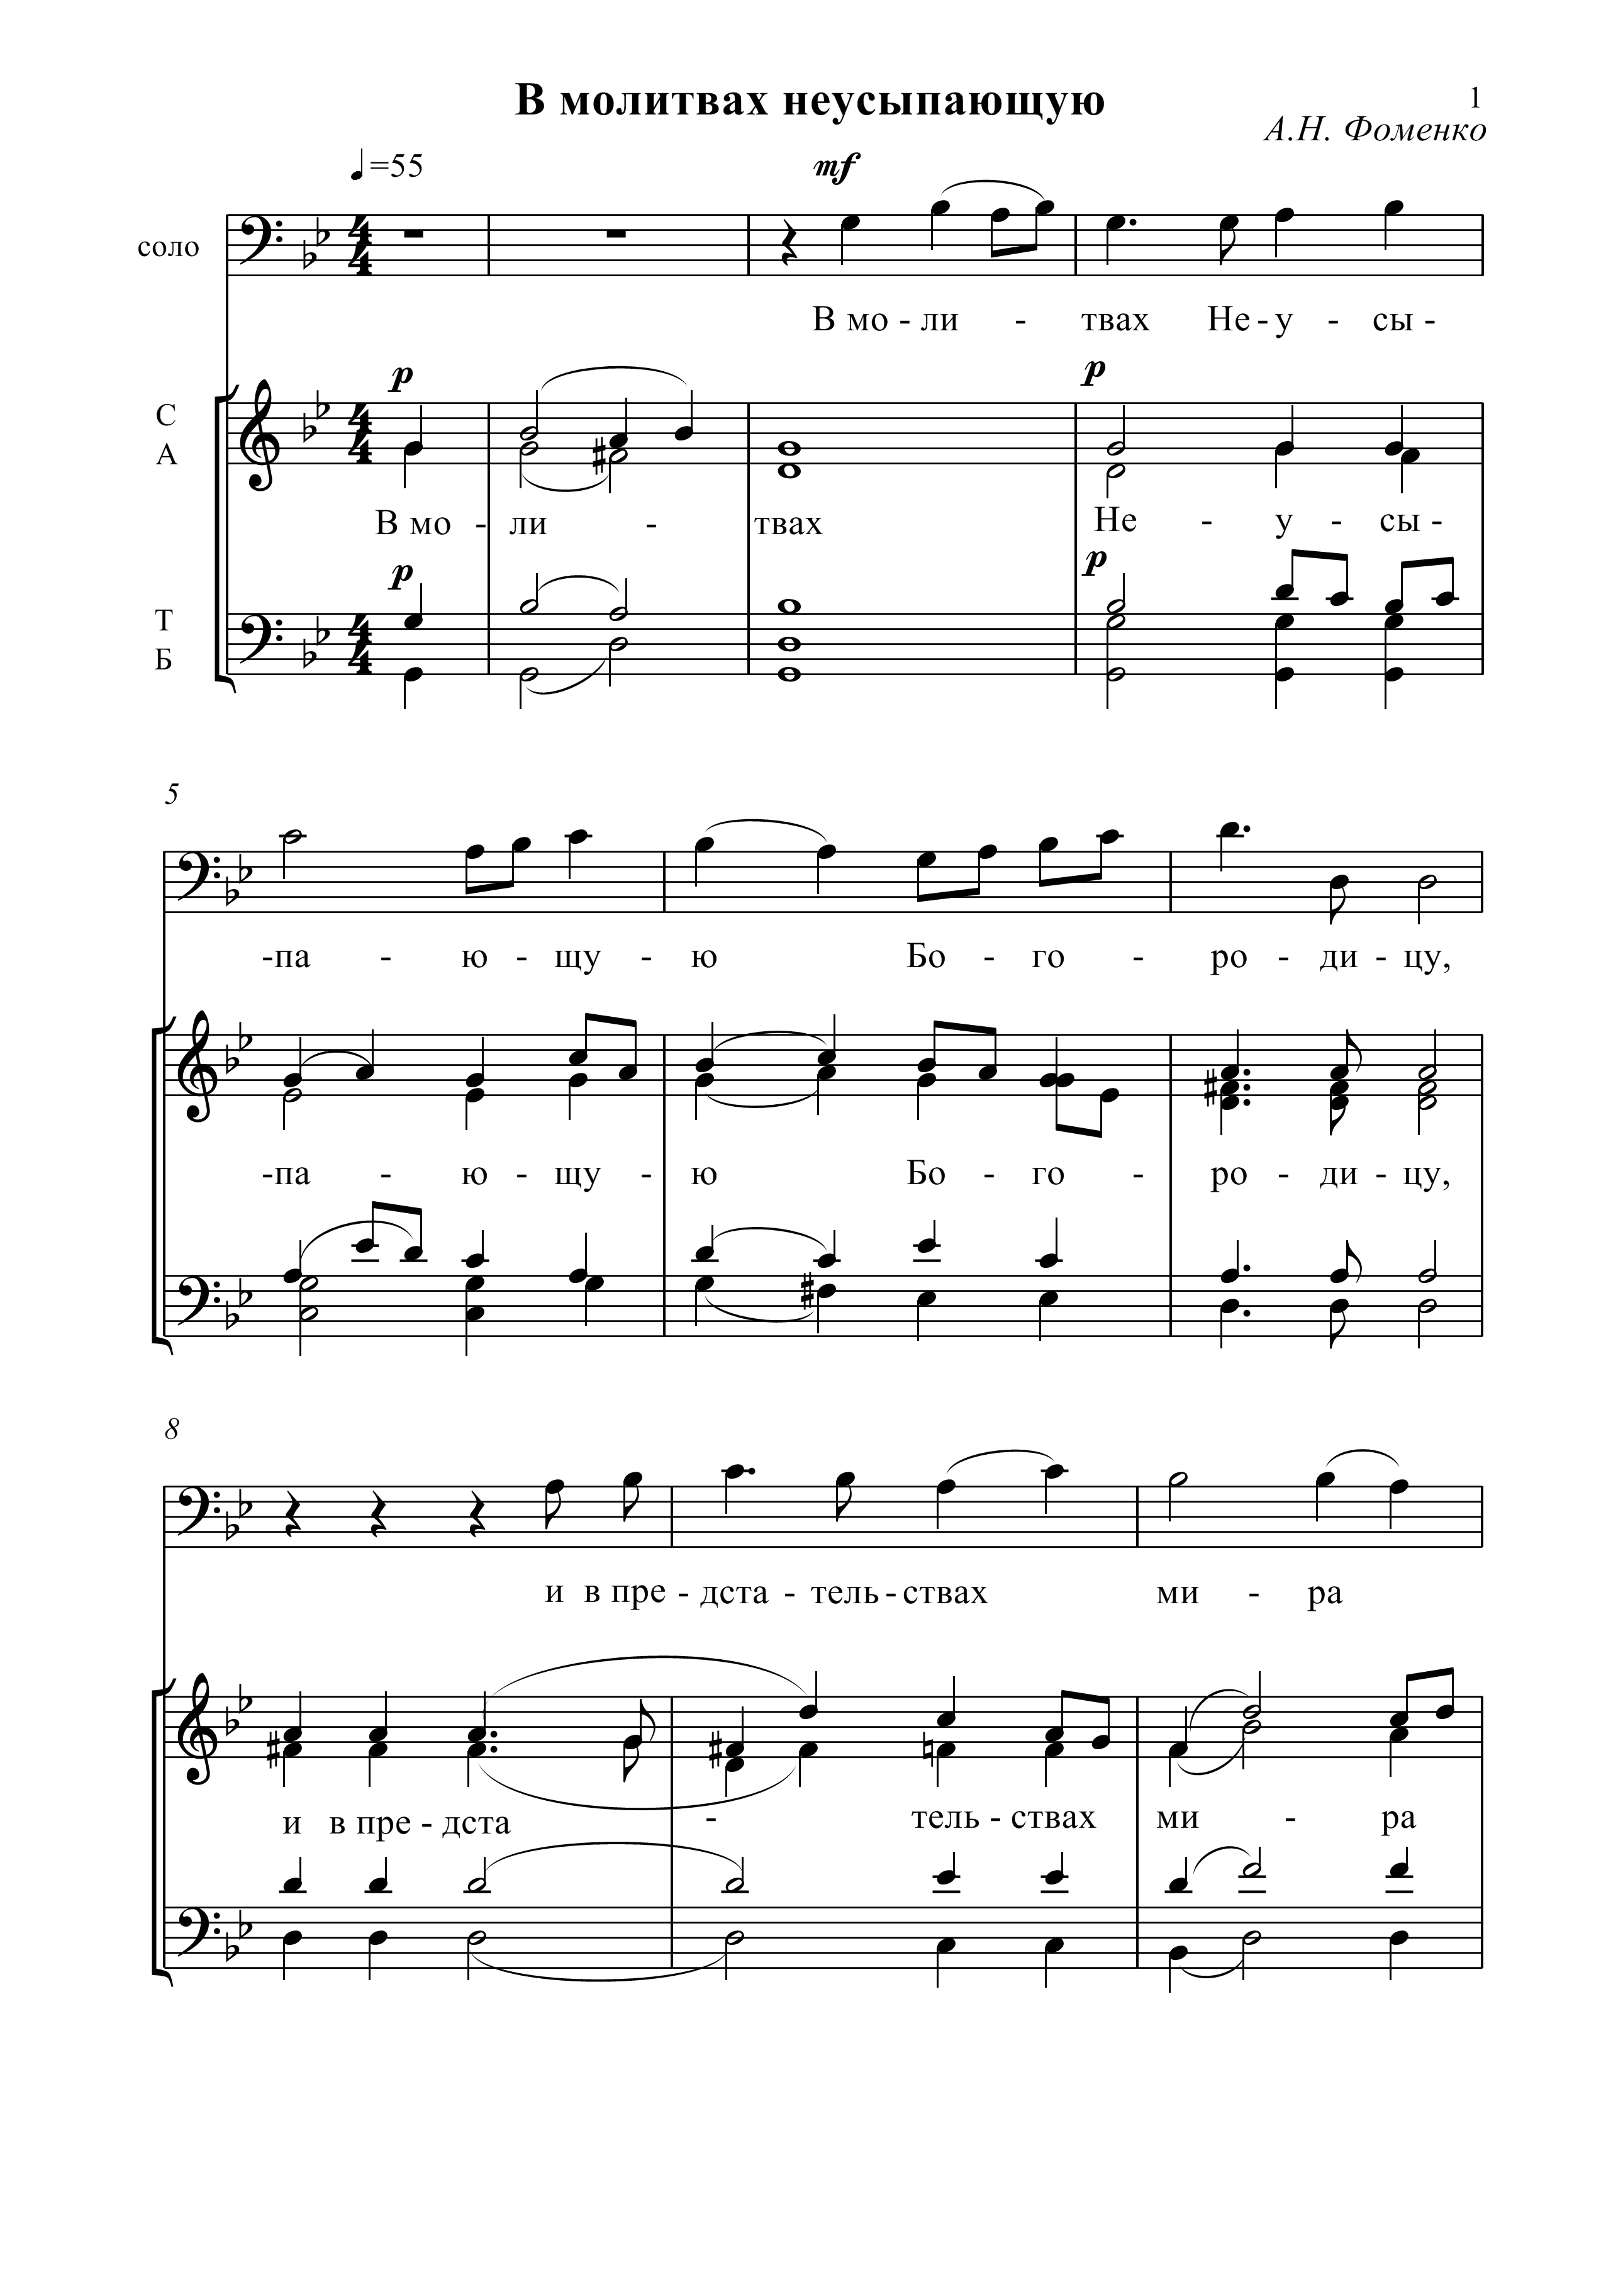 В молитвах неусыпающую
1
А.Н. Фоменко
=55
mf
соло
В мо - ли - твах Не - у - сы -
p
p
С
А
В мо - ли - твах Не - у - сы -
p
p
Т
Б
5
-па - ю - щу - ю Бо - го - ро - ди - цу,
-па - ю - щу - ю Бо - го - ро - ди - цу,
8
и в пре - дста - тель - ствах ми - ра
и в пре - дста - тель - ствах ми - ра